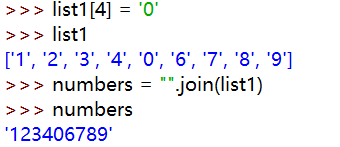 >>> list1[4] = '0'
>>> list1
['1', '2', '3', '4', '0', '6', '7', '8', '9']
>>> numbers = "".join(list1)
>>> numbers
'123406789'